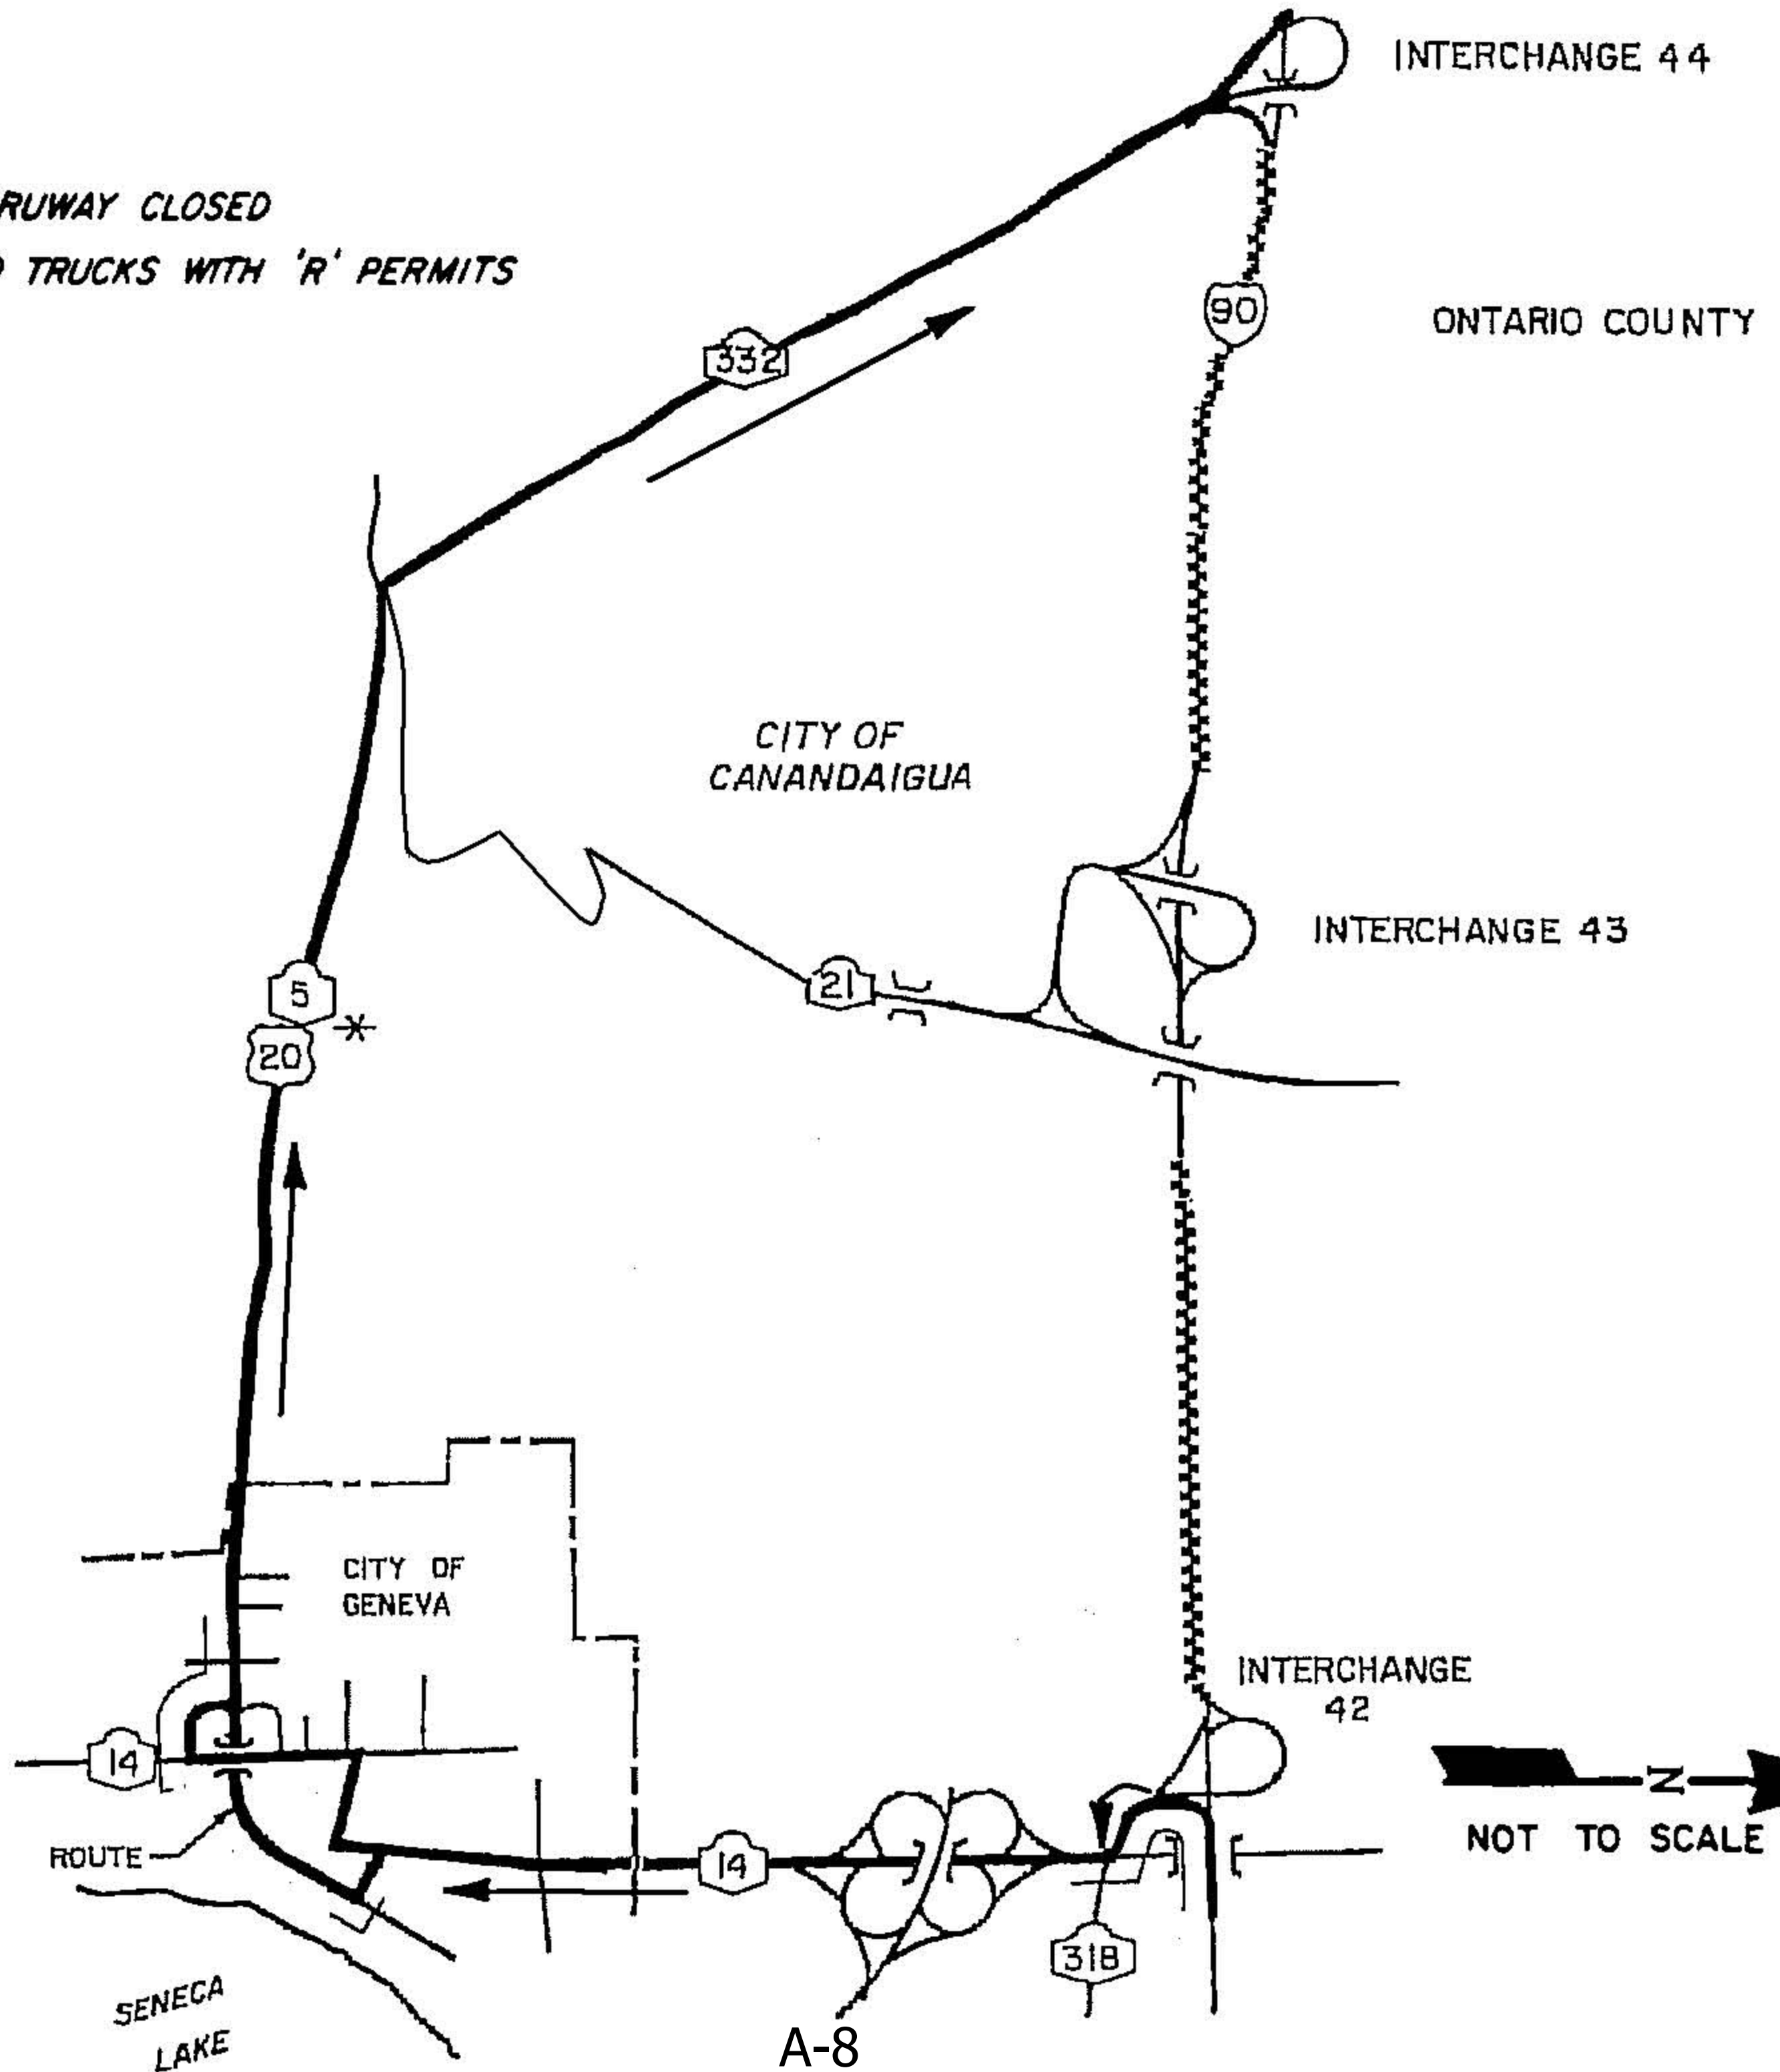 INTERCHANGE 44
RUWAY CLOSED
TRUCKS WITH 'R' PERMITS
90
ONTARIO COUNTY
332
CITY OF
CANANDAIGUA
INTERCHANGE 43
21
5
*
20
CITY OF
GENEVA
INTERCHANGE
42
14
N
NOT TO SCALE
ROUTE
14
318
SENECA
LAKE
A-8